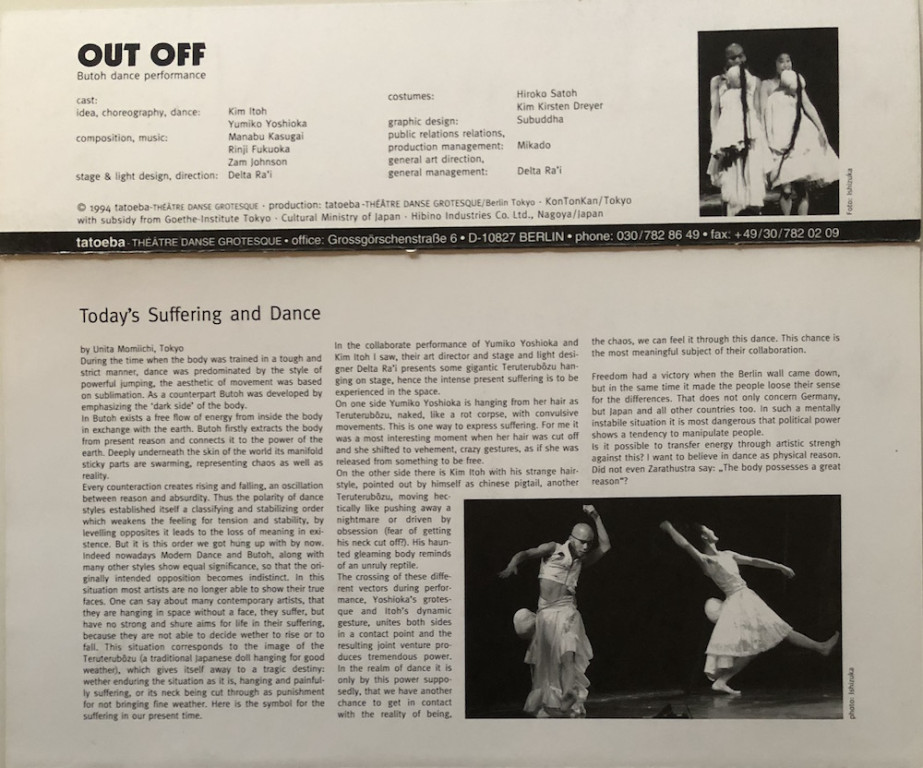 OUT OFF
Butoh dance performance
cast:
idea, choreography, dance: Kim Itoh
Yumiko Yoshioka
composition, music: Manabu Kasugai
Rinji Fukuoka
Zam Johnson
stage & light design, direction: Delta Ra'i
costumes: Hiroko Satoh
Kim Kirsten Dreyer
graphic design: Subuddha
public relations relations,
production management: Mikado
general art direction,
general management: Delta Ra'i
© 1994 tatoeba-THÉÂTRE DANSE GROTESQUE · production: tatoeba-THÉÂTRE DANSE GROTESQUE/Berlin Tokyo · KonTonKan/Tokyo
with subsidy from Goethe-Institute Tokyo · Cultural Ministry of Japan · Hibino Industries Co. Ltd., Nagoya/Japan
Foto: Ishizuka
tatoeba-THÉÂTRE DANSE GROTESQUE • office: Grossgörschenstraße 6 • D-10827 BERLIN • phone: 030/782 86 49 • fax: +49/30/782 02 09
Today's Suffering and Dance
by Unita Momiichi, Tokyo
During the time when the body was trained in a tough and
strict manner, dance was predominated by the style of
powerful jumping, the aesthetic of movement was based
on sublimation. As a counterpart Butoh was developed by
emphasizing the 'dark side' of the body.
In Butoh exists a free flow of energy from inside the body
in exchange with the earth. Butoh firstly extracts the body
from present reason and connects it to the power of the
earth. Deeply underneath the skin of the world its manifold
sticky parts are swarming, representing chaos as well as
reality.
Every counteraction creates rising and falling, an oscillation
between reason and absurdity. Thus the polarity of dance
styles established itself a classifying and stabilizing order
which weakens the feeling for tension and stability, by
levelling opposites it leads to the loss of meaning in exi-
stence. But it is this order we got hung up with by now.
Indeed nowadays Modern Dance and Butoh, along with
many other styles show equal significance, so that the ori-
ginally intended opposition becomes indistinct. In this
situation most artists are no longer able to show their true
faces. One can say about many contemporary artists, that
they are hanging in space without a face, they suffer, but
have no strong and shure aims for life in their suffering,
because they are not able to decide wether to rise or to
fall. This situation corresponds to the image of the
Teruterubôzu (a traditional Japanese doll hanging for good
weather), which gives itself away to a tragic destiny:
wether enduring the situation as it is, hanging and painful-
ly suffering, or its neck being cut through as punishment
for not bringing fine weather. Here is the symbol for the
suffering in our present time.
In the collaborate performance of Yumiko Yoshioka and
Kim Itoh I saw, their art director and stage and light desi-
gner Delta Ra'i presents some gigantic Teruterubôzu han-
ging on stage, hence the intense present suffering is to be
experienced in the space.
On one side Yumiko Yoshioka is hanging from her hair as
Teruterubôzu, naked, like a rot corpse, with convulsive
movements. This is one way to express suffering. For me it
was a most interesting moment when her hair was cut off
and she shifted to vehement, crazy gestures, as if she was
released from something to be free.
On the other side there is Kim Itoh with his strange hair-
style, pointed out by himself as chinese pigtail, another
Teruterubôzu, moving hec-
tically like pushing away a
nightmare or driven by
obsession (fear of getting
his neck cut off?). His haun-
ted gleaming body reminds
of an unruly reptile.
The crossing of these diffe-
rent vectors during perfor-
mance, Yoshioka's grotes-
que and Itoh's dynamic
gesture, unites both sides
in a contact point and the
resulting joint venture pro-
duces tremendous power.
In the realm of dance it is
only by this power suppo-
sedly, that we have another
chance to get in contact
with the reality of being,
the chaos, we can feel it through this dance. This chance is
the most meaningful subject of their collaboration.
Freedom had a victory when the Berlin wall came down,
but in the same time it made the people loose their sense
for the differences. That does not only concern Germany,
but Japan and all other countries too. In such a mentally
instabile situation it is most dangerous that political power
shows a tendency to manipulate people.
Is it possible to transfer energy through artistic strengh
against this? I want to believe in dance as physical reason.
Did not even Zarathustra say: „The body possesses a great
reason"?
photo: Ishizuka